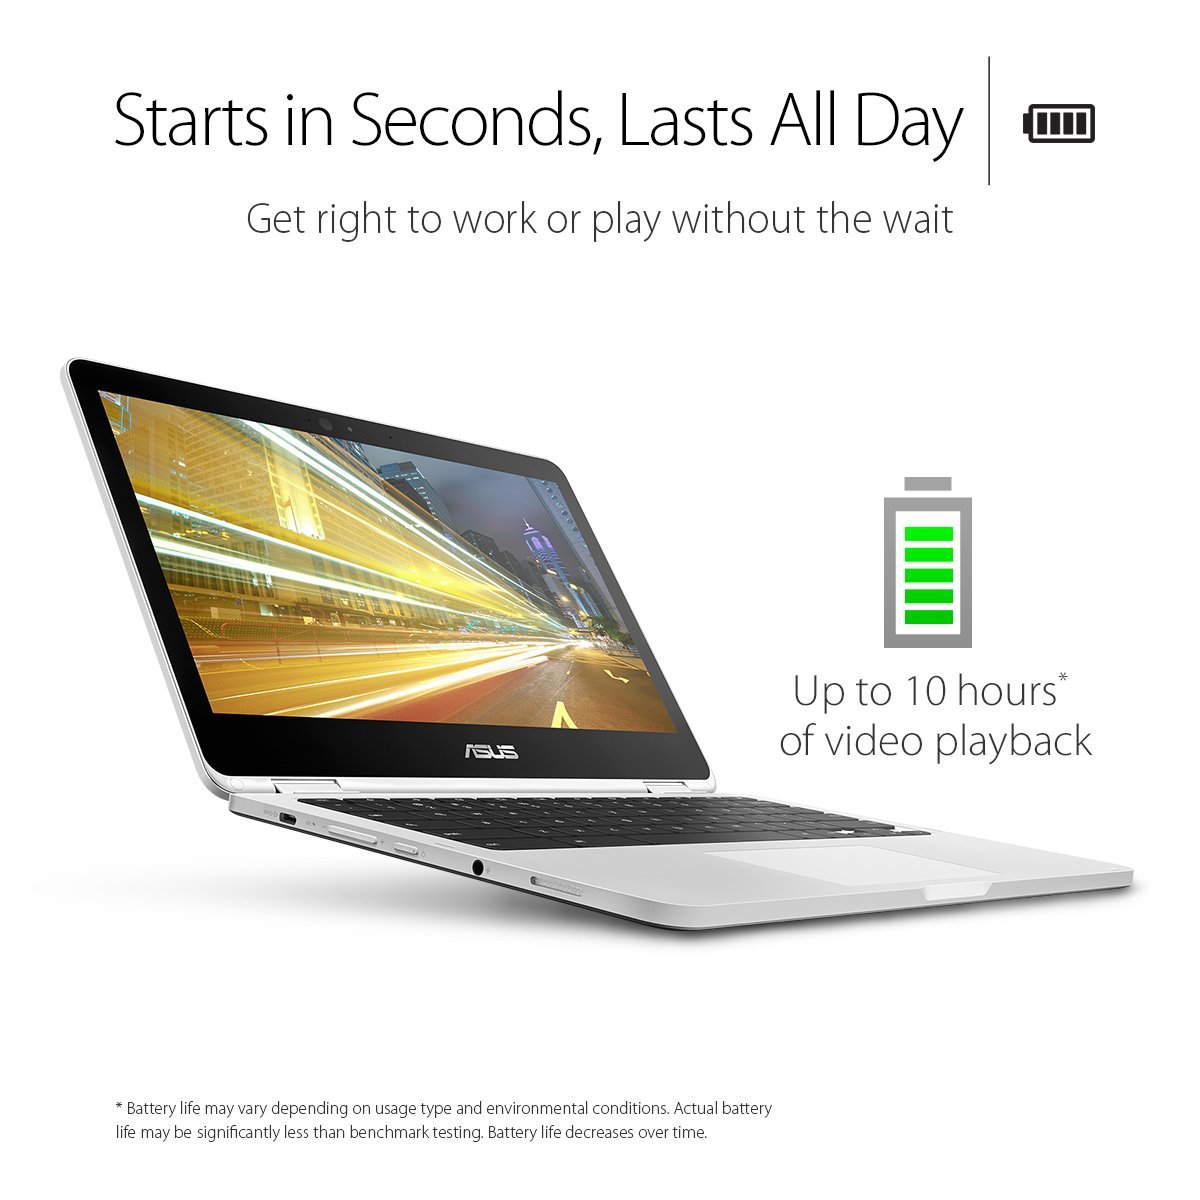 Starts in Seconds, Lasts All Day
Get right to work or play without the wait
ASUS
Up to 10 hours*
of video playback
* Battery life may vary depending on usage type and environmental conditions. Actual battery
life may be significantly less than benchmark testing. Battery life decreases over time.